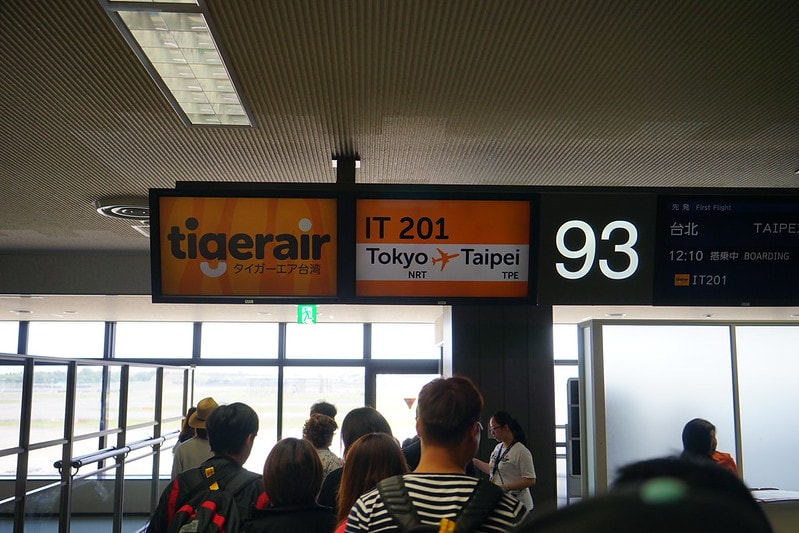 tigerair
タイガーエア台湾
IT 201
Tokyo Taipei
NRT TPE
93
先発 First Flight
台北 TAIPEI
12:10 搭乗中 BOARDING
IT201